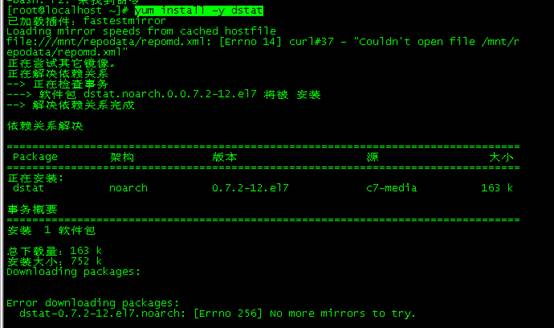 -bash: F2: 未找到命令
[root@localhost ~]# yum install -y dstat
已加载插件：fastestmirror
Loading mirror speeds from cached hostfile
file:///mnt/repodata/repomd.xml: [Errno 14] curl#37 - "Couldn't open file /mnt/r
epodata/repomd.xml"
正在尝试其它镜像。
正在解决依赖关系
--> 正在检查事务
---> 软件包 dstat.noarch.0.0.7.2-12.el7 将被 安装
--> 解决依赖关系完成
依赖关系解决
================================================================================
Package 架构 版本 源 大小
================================================================================
正在安装:
dstat noarch 0.7.2-12.el7 c7-media 163 k
事务概要
================================================================================
安装 1 软件包
总下载量：163 k
安装大小：752 k
Downloading packages:
Error downloading packages:
dstat-0.7.2-12.el7.noarch: [Errno 256] No more mirrors to try.